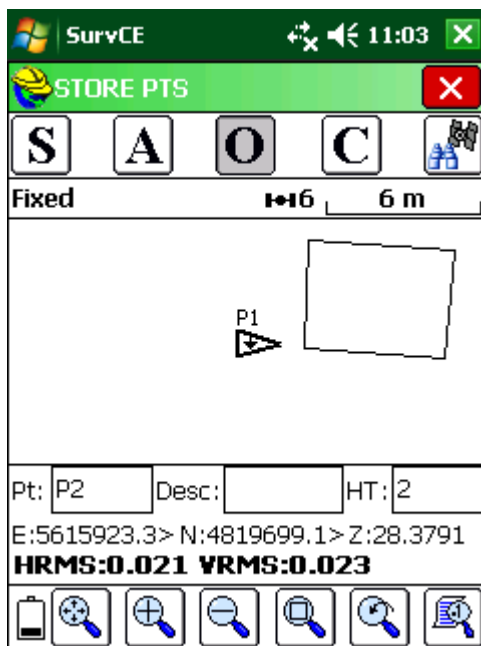 SurvCE 11:03
STORE PTS
S A O C
Fixed 6 6 m
P1
Pt: P2 Desc: HT: 2
E:5615923.3> N:4819699.1> Z:28.3791
HRMS:0.021 VRMS:0.023